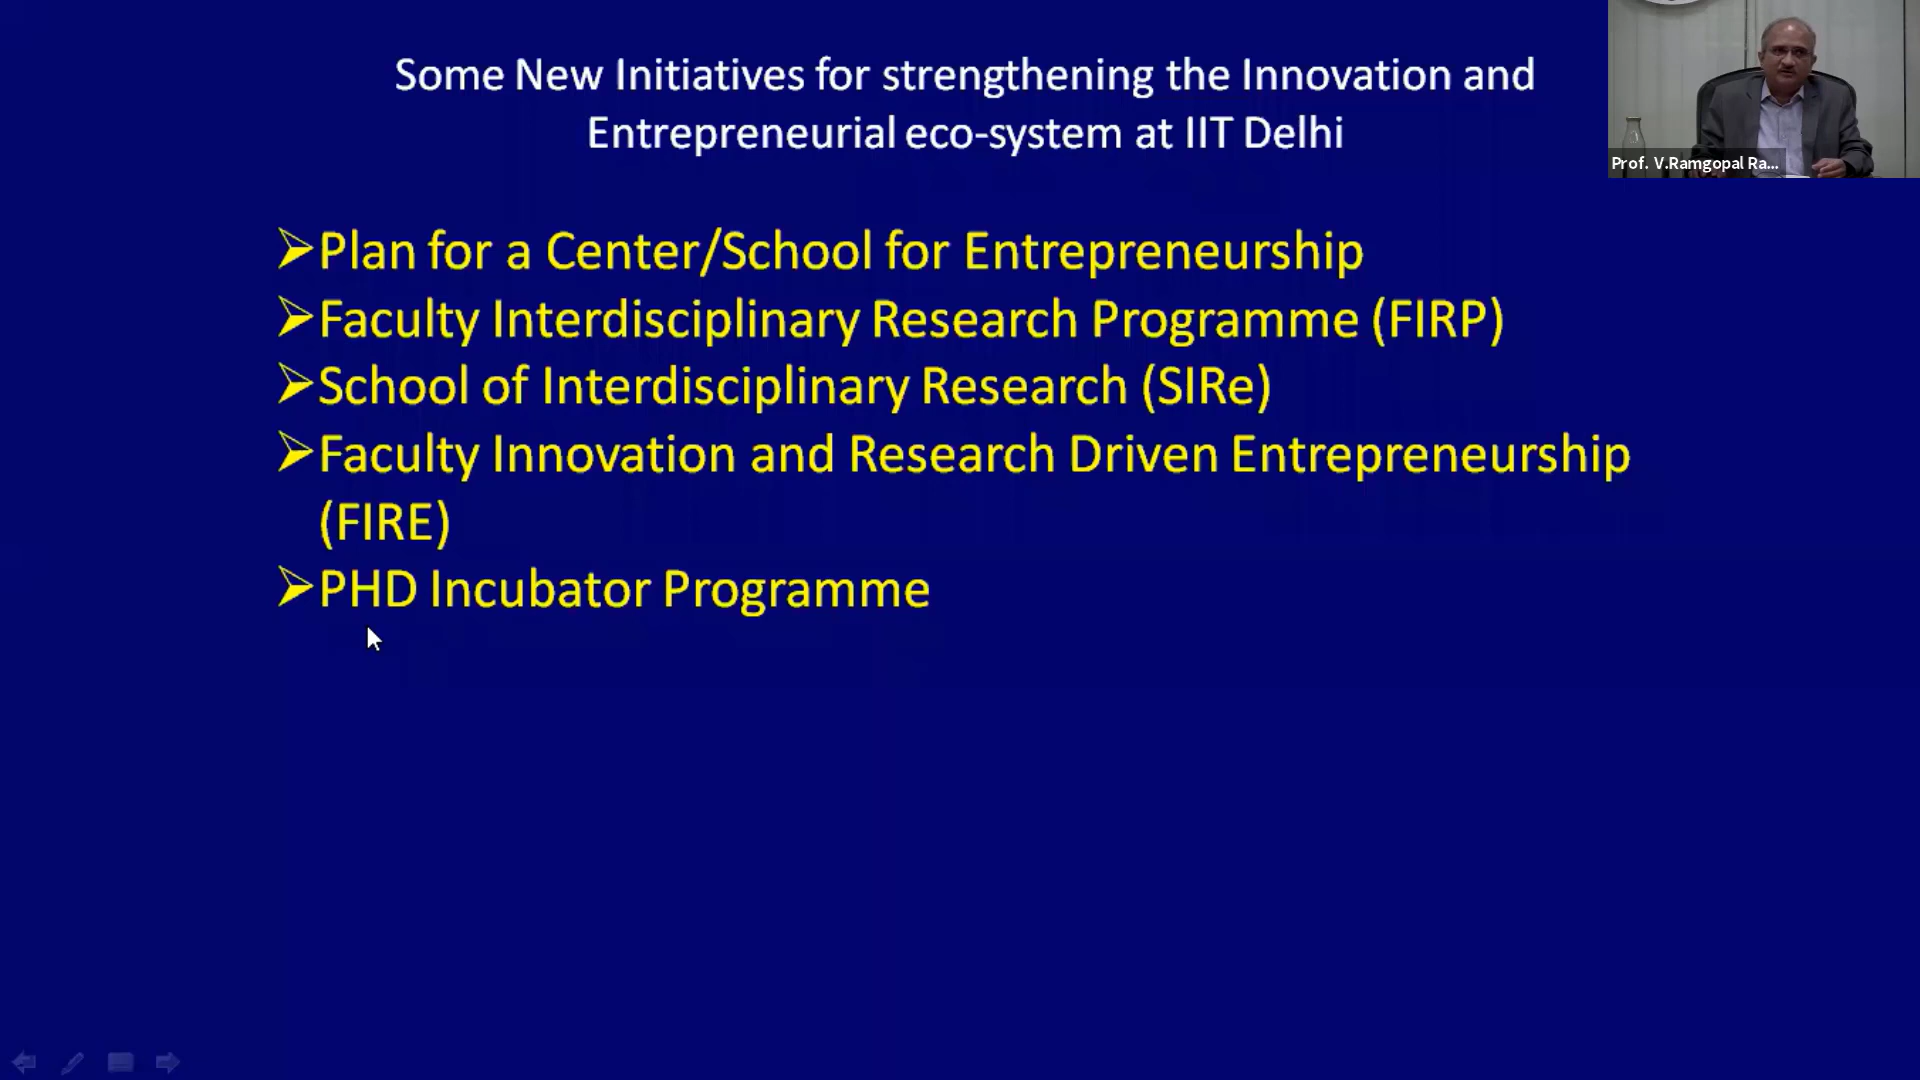 Some New Initiatives for strengthening the Innovation and
Entrepreneurial eco-system at IIT Delhi
Prof. V.Ramgopal Ra...
➢Plan for a Center/School for Entrepreneurship
➢Faculty Interdisciplinary Research Programme (FIRP)
➢School of Interdisciplinary Research (SIRe)
➢Faculty Innovation and Research Driven Entrepreneurship
(FIRE)
➢PHD Incubator Programme